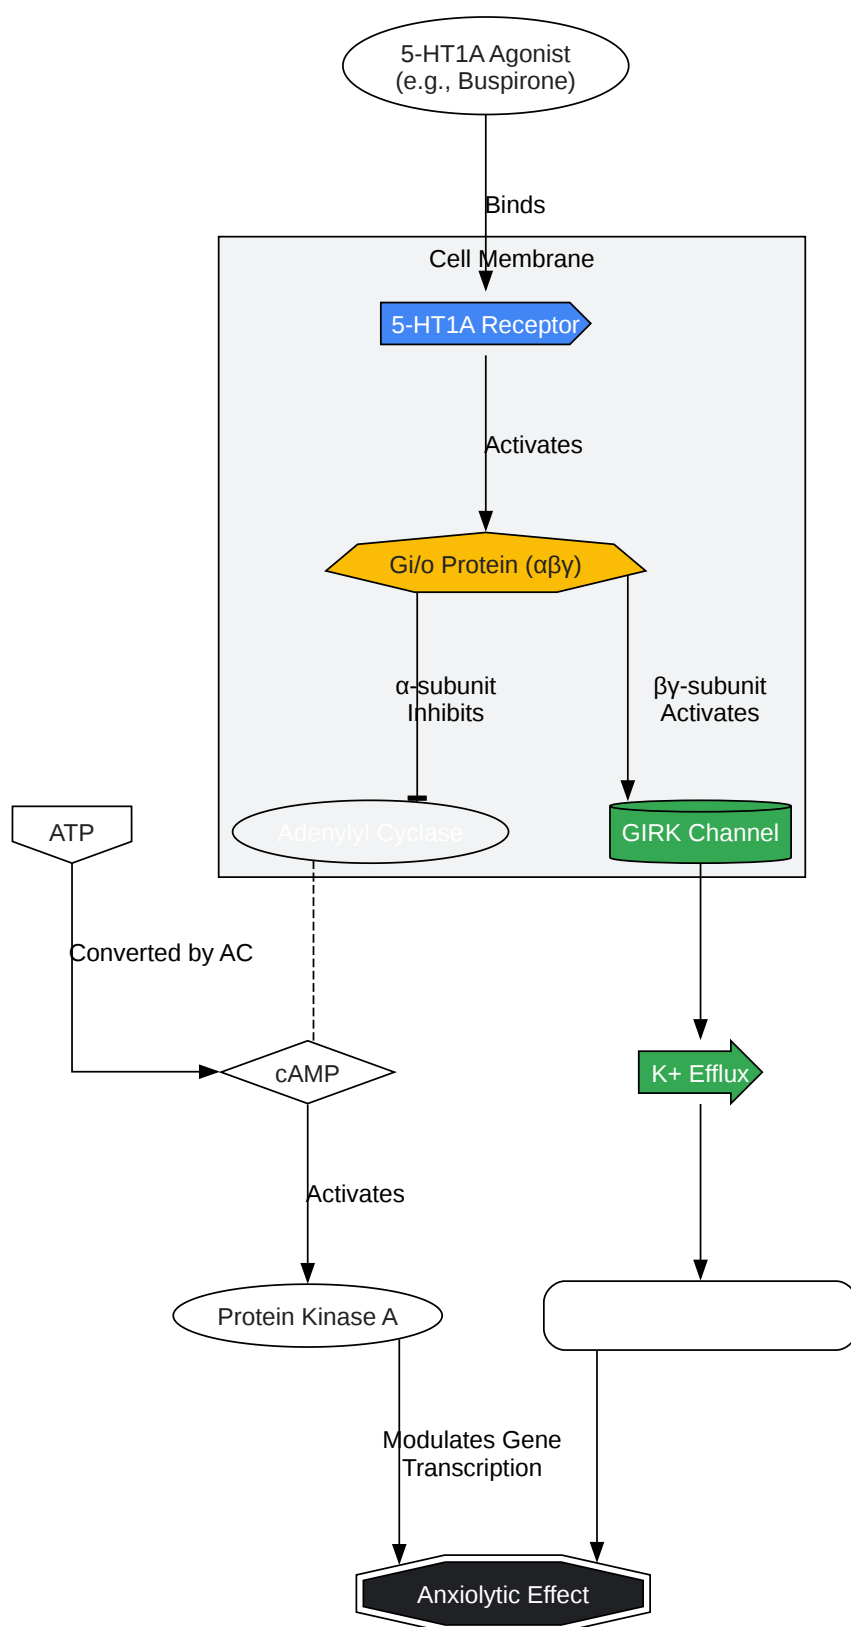 5-HT1A Agonist
(e.g., Buspirone)
Binds
Cell Membrane
5-HT1A Receptor
Activates
Gi/o Protein (αβγ)
α-subunit
Inhibits
βγ-subunit
Activates
ATP
Adenylyl Cyclase
GIRK Channel
Converted by AC
cAMP
K+ Efflux
Activates
Protein Kinase A
Modulates Gene
Transcription
Anxiolytic Effect